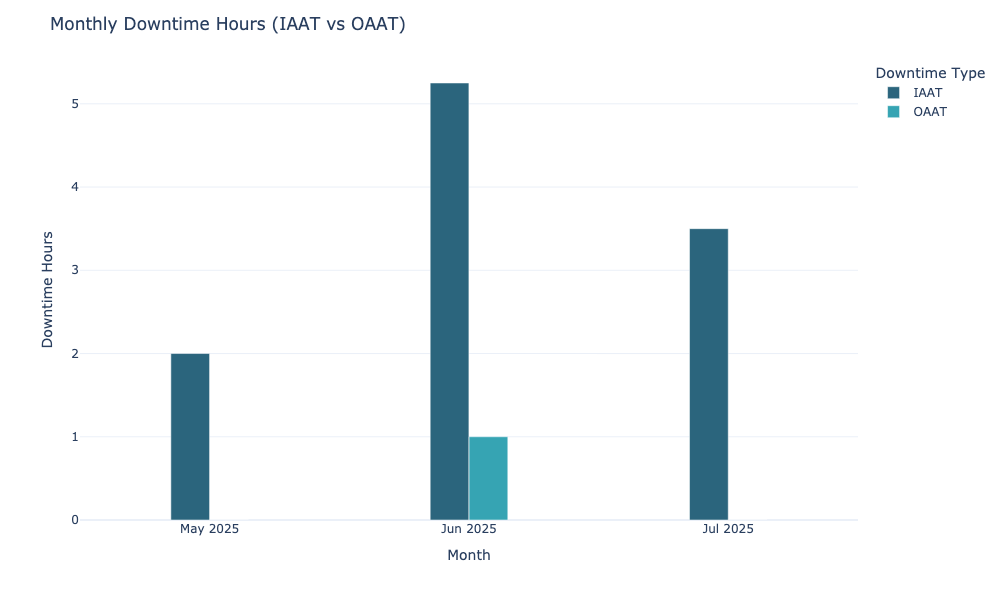 Monthly Downtime Hours (IAAT vs OAAT)
Downtime Type
IAAT
OAAT
Downtime Hours
5
4
3
2
1
0
May 2025
Jun 2025
Jul 2025
Month